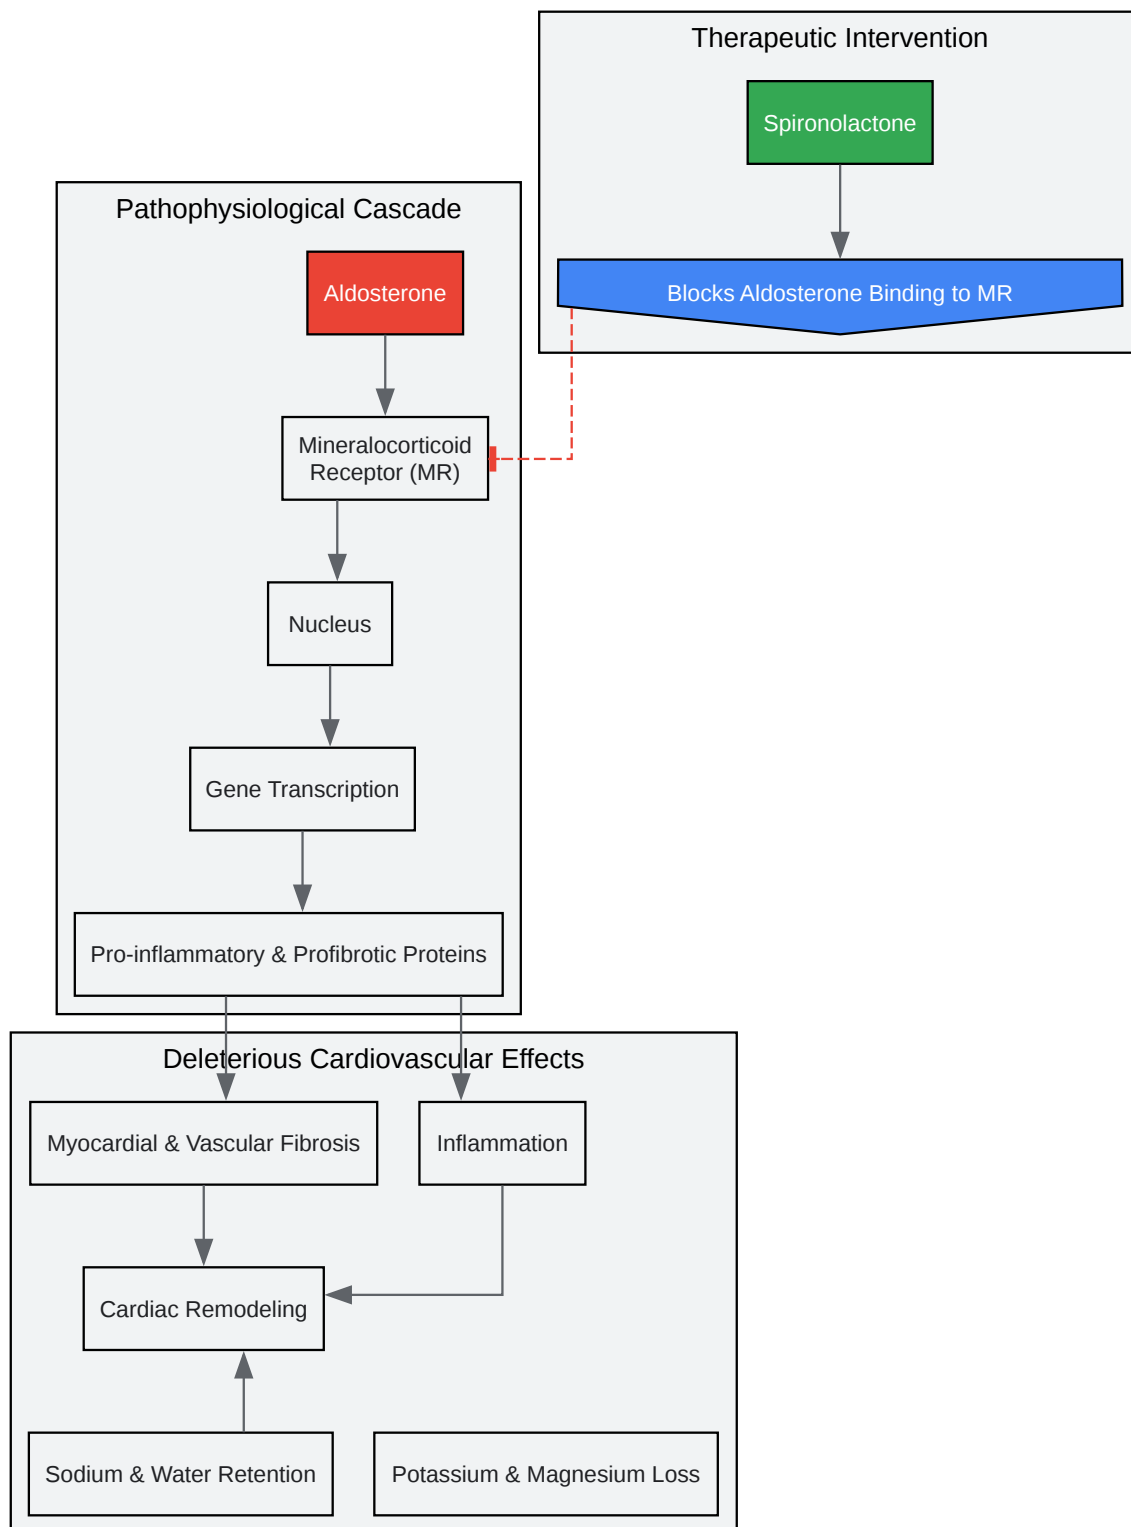 Therapeutic Intervention
Spironolactone
Blocks Aldosterone Binding to MR
Pathophysiological Cascade
Aldosterone
Mineralocorticoid
Receptor (MR)
Nucleus
Gene Transcription
Pro-inflammatory & Profibrotic Proteins
Deleterious Cardiovascular Effects
Myocardial & Vascular Fibrosis
Inflammation
Cardiac Remodeling
Sodium & Water Retention
Potassium & Magnesium Loss